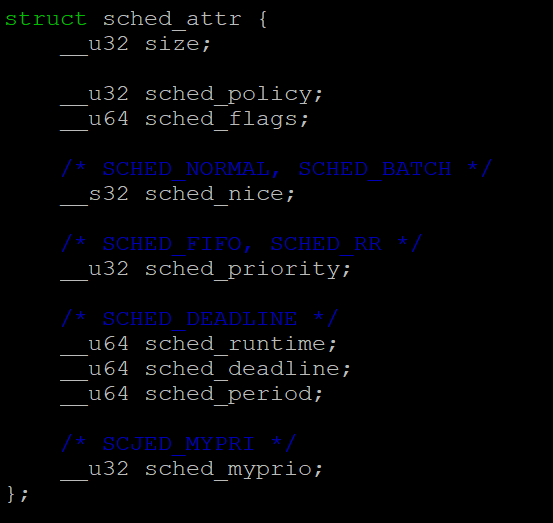 struct sched_attr {
__u32 size;
__u32 sched_policy;
__u64 sched_flags;
/* SCHED_NORMAL, SCHED_BATCH */
__s32 sched_nice;
/* SCHED_FIFO, SCHED_RR */
__u32 sched_priority;
/* SCHED_DEADLINE */
__u64 sched_runtime;
__u64 sched_deadline;
__u64 sched_period;
/* SCJED_MYPRI */
__u32 sched_myprio;
};